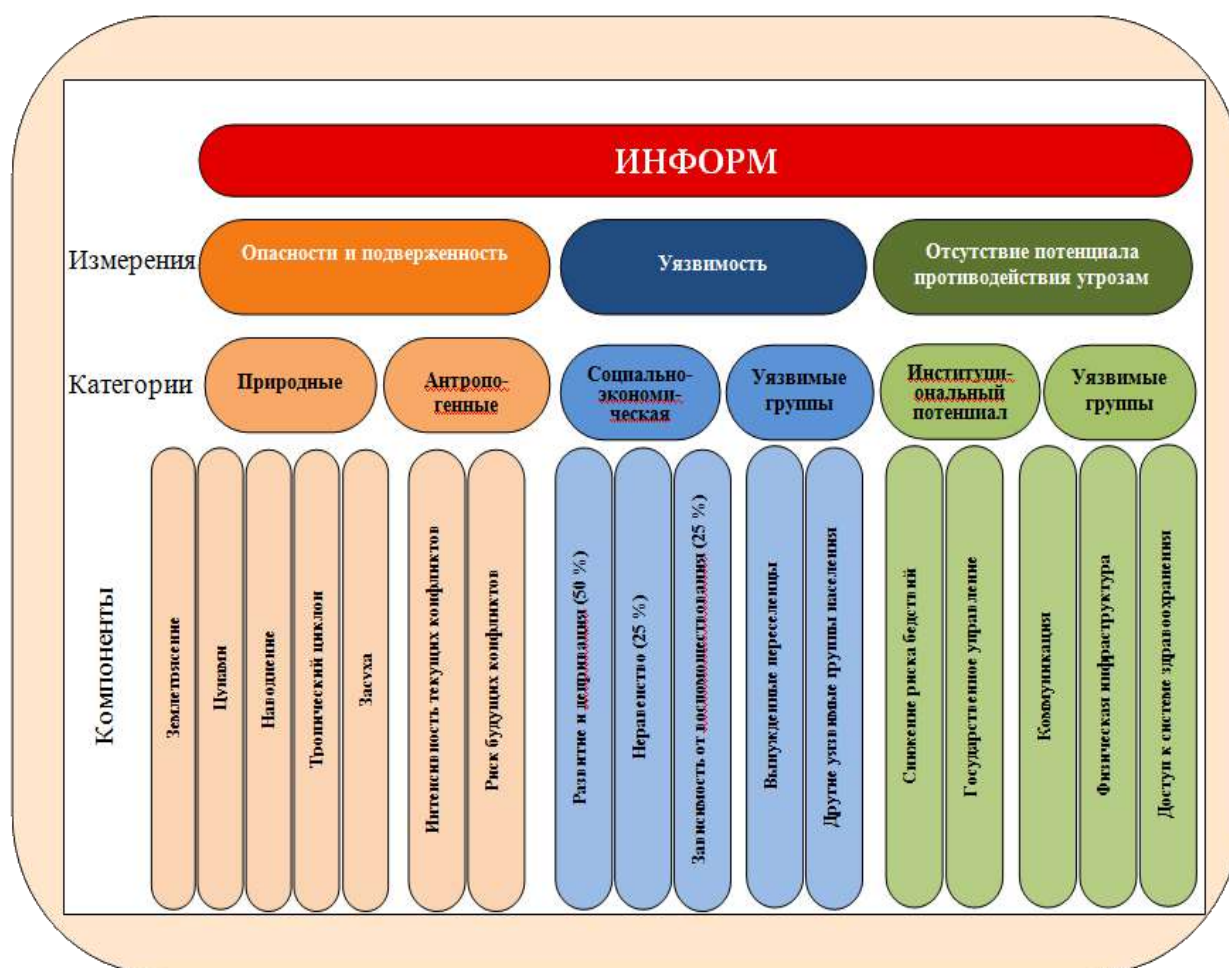 ИНФОРМ
Измерения
Опасности и подверженность
Уязвимость
Отсутствие потенциала
противодействия угрозам
Категории
Природные
Антропо-
генные
Социально-
экономи-
ческая
Уязвимые
группы
Институци-
ональный
потенциал
Уязвимые
группы
Компоненты
Землетрясение
Цунами
Наводнение
Тропический циклон
Засуха
Интенсивность текущих конфликтов
Риск будущих конфликтов
Развитие и депривация (50 %)
Неравенство (25 %)
Зависимость от воспомоществования (25 %)
Вынужденные переселенцы
Другие уязвимые группы населения
Снижение риска бедствий
Государственное управление
Коммуникация
Физическая инфраструктура
Доступ к системе здравоохранения